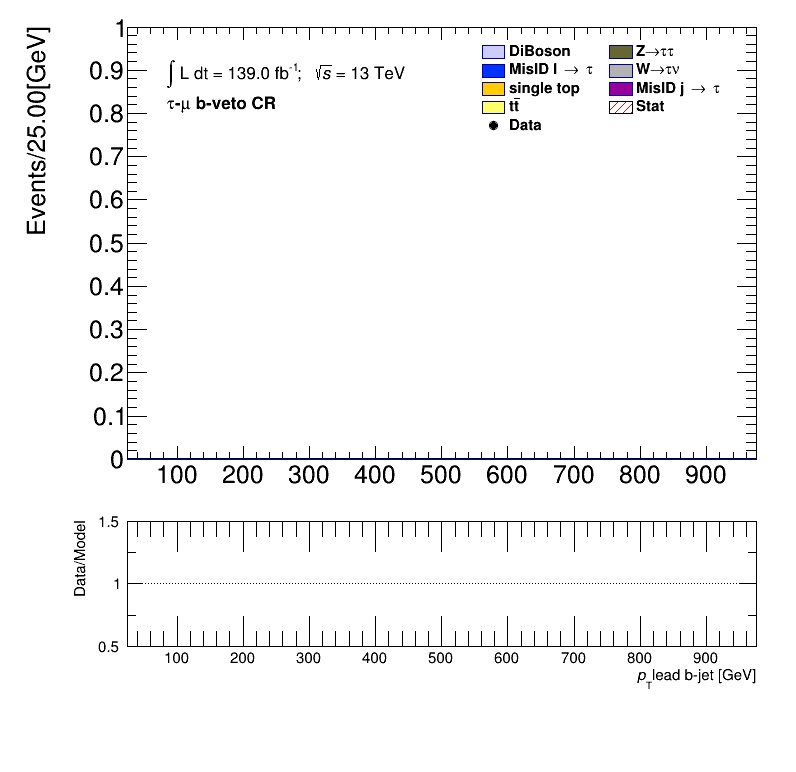 Events/25.00[GeV]
1
0.9
0.8
0.7
0.6
0.5
0.4
0.3
0.2
0.1
0
∫ L dt = 139.0 fb⁻¹; √s = 13 TeV
τ-μ b-veto CR
DiBoson
MisID l → τ
single top
tt̄
Data
Z→ττ
W→τν
MisID j → τ
Stat
100 200 300 400 500 600 700 800 900
Data/Model
1.5
1
0.5
100 200 300 400 500 600 700 800 900
p_T lead b-jet [GeV]